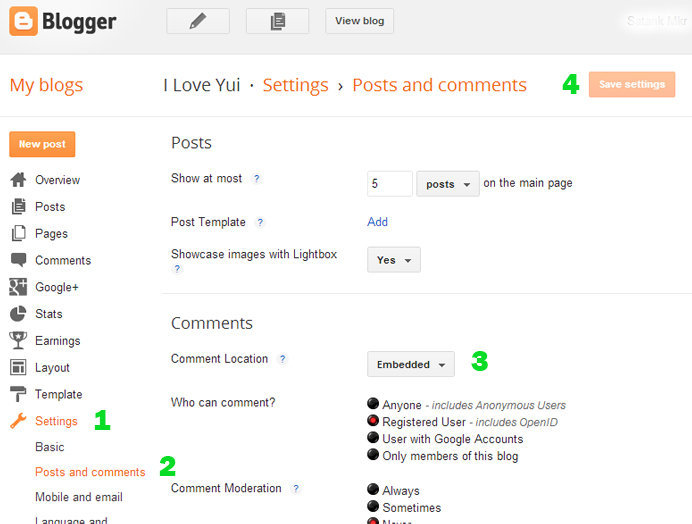 Blogger
View blog
Satarik Mkr
My blogs
I Love Yui · Settings › Posts and comments
4
Save settings
New post
Overview
Posts
Pages
Comments
Google+
Stats
Earnings
Layout
Template
Settings
1
Basic
Posts and comments
2
Mobile and email
Language and
Posts
Show at most ?
5
posts
on the main page
Post Template ?
Add
Showcase images with Lightbox
?
Yes
Comments
Comment Location ?
Embedded
3
Who can comment?
Anyone - includes Anonymous Users
Registered User - includes OpenID
User with Google Accounts
Only members of this blog
Comment Moderation ?
Always
Sometimes
Never